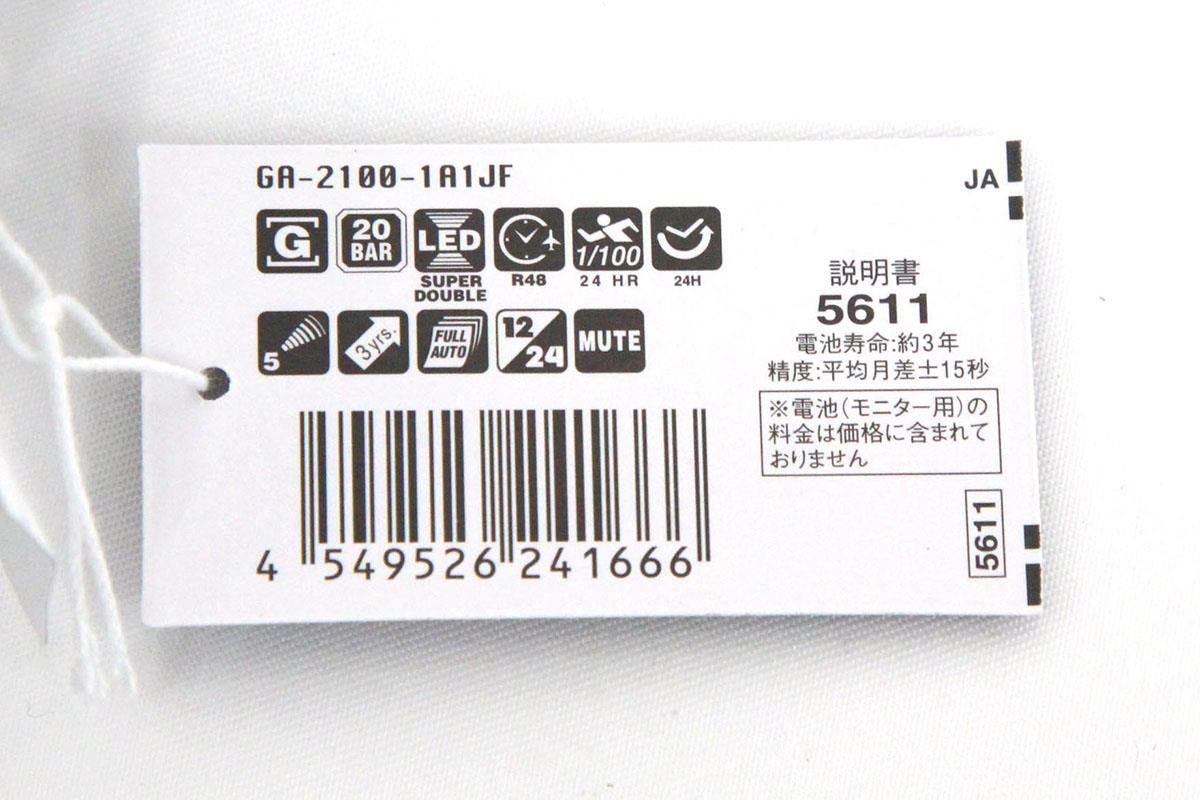 GA-2100-1A1JF
JA
G
20
BAR
LED
SUPER
DOUBLE
R48
1/100
24 HR
24H
5
3yrs.
FULL
AUTO
12
24
MUTE
説明書
5611
電池寿命:約3年
精度:平均月差±15秒
※電池(モニター用)の
料金は価格に含まれて
おりません
5611
4 549526 241666